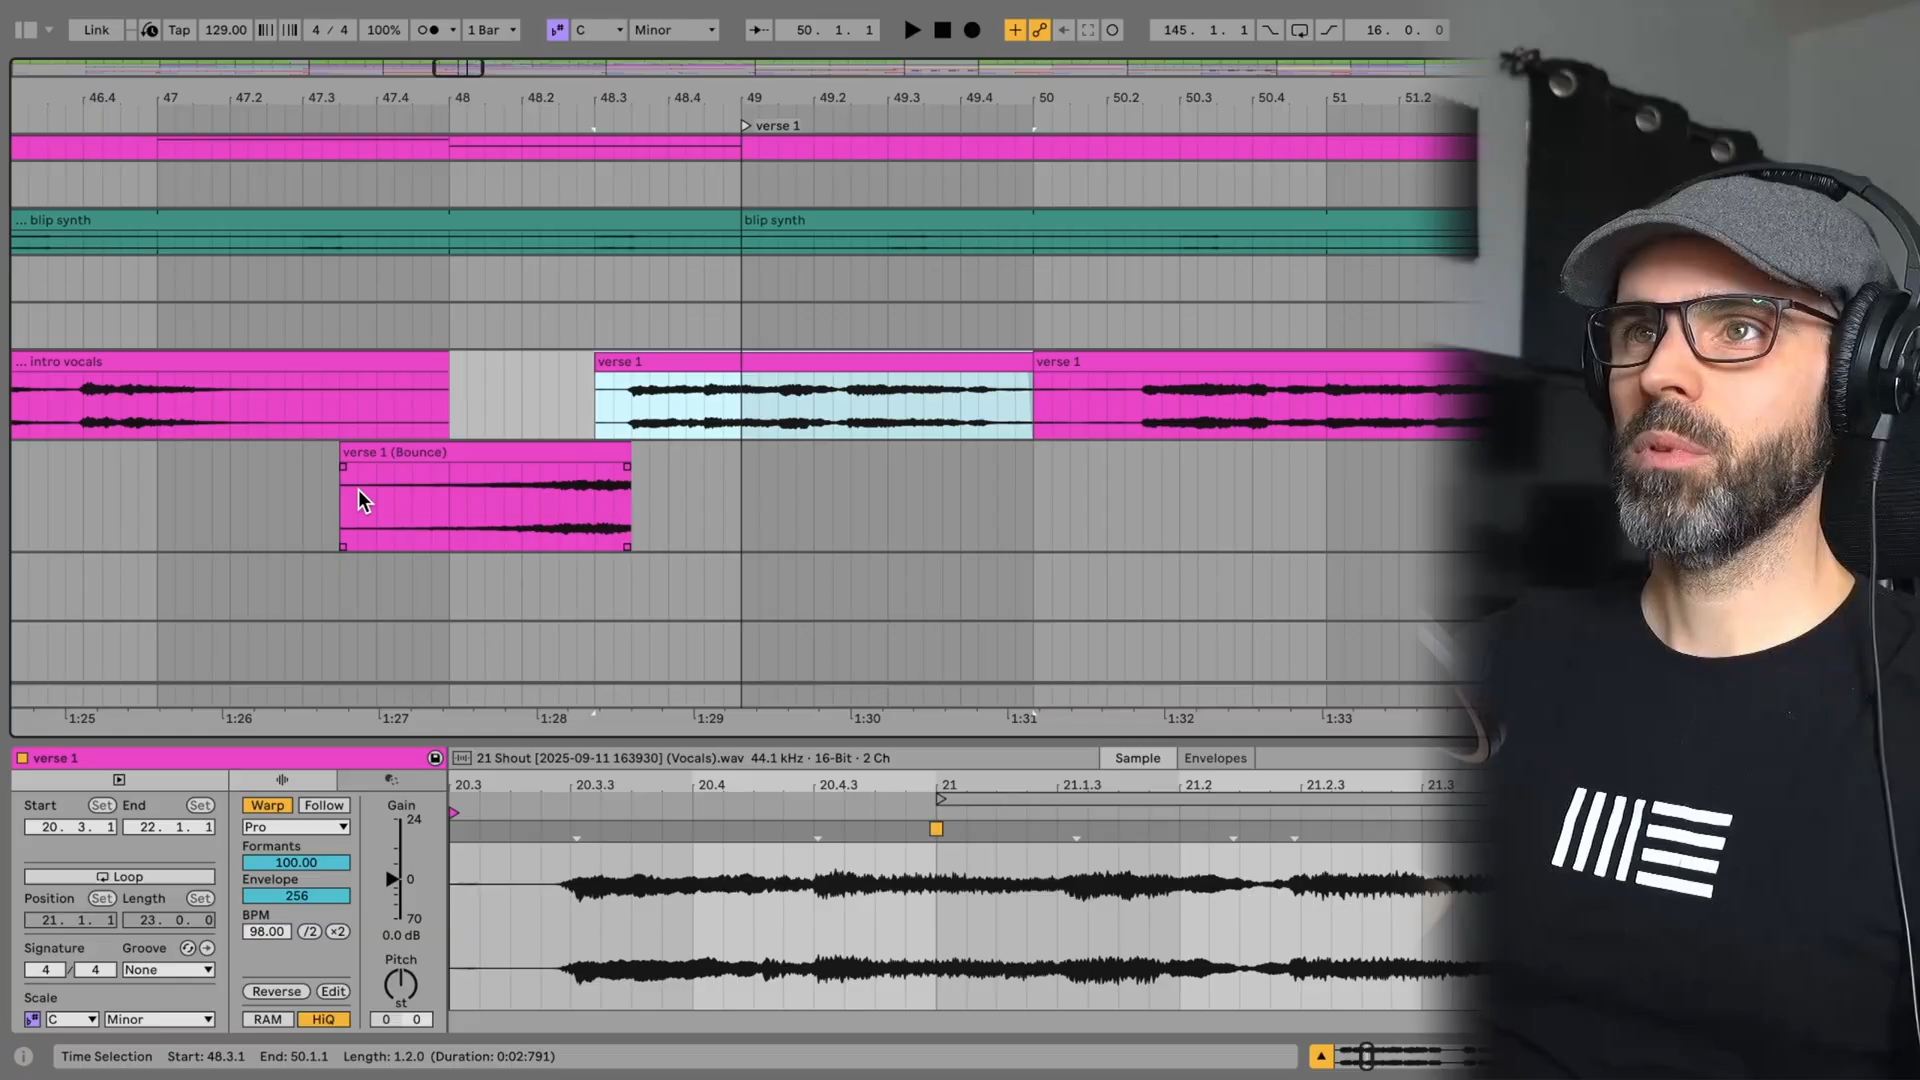 Link Tap 129.00 4 / 4 100% 1 Bar C Minor 50. 1. 1 145. 1. 1 16. 0. 0
46.4 47 47.2 47.3 47.4 48 48.2 48.3 48.4 49 49.2 49.3 49.4 50 50.2 50.3 50.4 51 51.2
verse 1
... blip synth blip synth
... intro vocals verse 1 verse 1
verse 1 (Bounce)
1:25 1:26 1:27 1:28 1:29 1:30 1:31 1:32 1:33
verse 1 21 Shout [2025-09-11 163930] (Vocals).wav 44.1 kHz · 16-Bit · 2 Ch Sample Envelopes
20.3 20.3.3 20.4 20.4.3 21 21.1.3 21.2 21.2.3 21.3
Start Set End Set Warp Follow Gain
20. 3. 1 22. 1. 1 Pro 24
Formants
100.00
Loop Envelope 0
Position Set Length Set 256
21. 1. 1 23. 0. 0 BPM 70
98.00 /2 ×2 0.0 dB
Signature Groove Pitch
4 / 4 None
Scale Reverse Edit st
C Minor RAM HiQ 0 0
Time Selection Start: 48.3.1 End: 50.1.1 Length: 1.2.0 (Duration: 0:02:791)